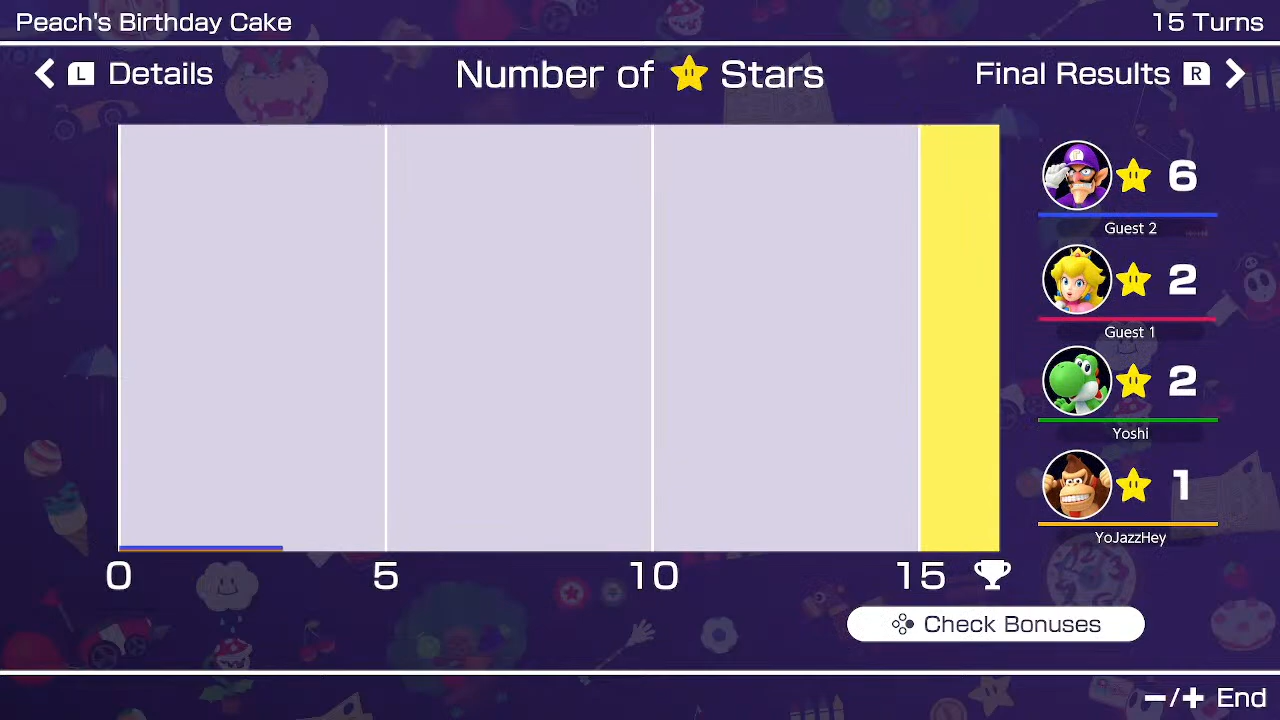 Peach's Birthday Cake
15 Turns
L Details
Number of Stars
Final Results R
6
Guest 2
2
Guest 1
2
Yoshi
1
YoJazzHey
0 5 10 15
Check Bonuses
−/+ End